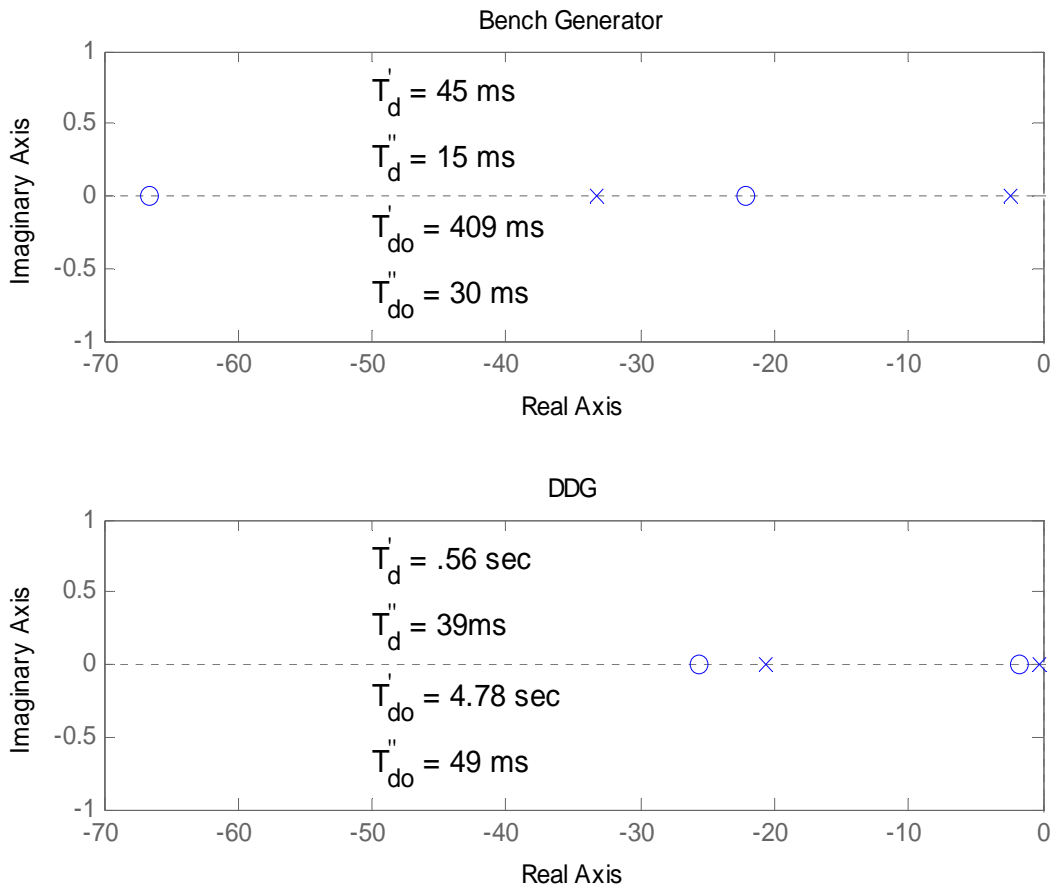 Bench Generator
1
0.5
0
-0.5
-1
Imaginary Axis
T'd = 45 ms
T''d = 15 ms
T'do = 409 ms
T''do = 30 ms
-70 -60 -50 -40 -30 -20 -10 0
Real Axis
DDG
1
0.5
0
-0.5
-1
Imaginary Axis
T'd = .56 sec
T''d = 39ms
T'do = 4.78 sec
T''do = 49 ms
-70 -60 -50 -40 -30 -20 -10 0
Real Axis